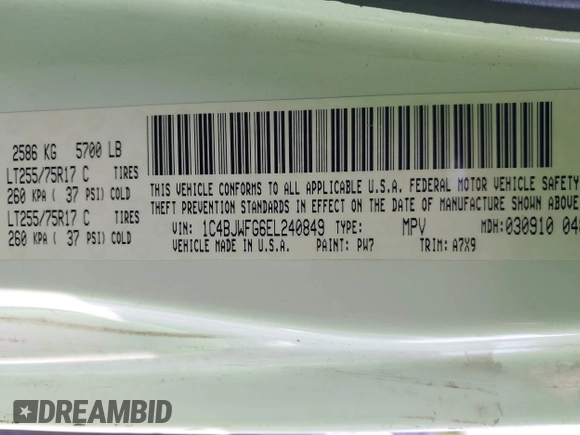 2586 KG 5700 LB
LT255/75R17 C TIRES
260 KPA ( 37 PSI) COLD
LT255/75R17 C TIRES
260 KPA ( 37 PSI) COLD
THIS VEHICLE CONFORMS TO ALL APPLICABLE U.S.A. FEDERAL MOTOR VEHICLE SAFETY
THEFT PREVENTION STANDARDS IN EFFECT ON THE DATE OF MANUFACTURE SHOWN ABOVE
VIN: 1C4BJWFG6EL240849 TYPE: MPV MDH: 030910
VEHICLE MADE IN U.S.A. PAINT: PW7 TRIM: A7X9
DREAMBID